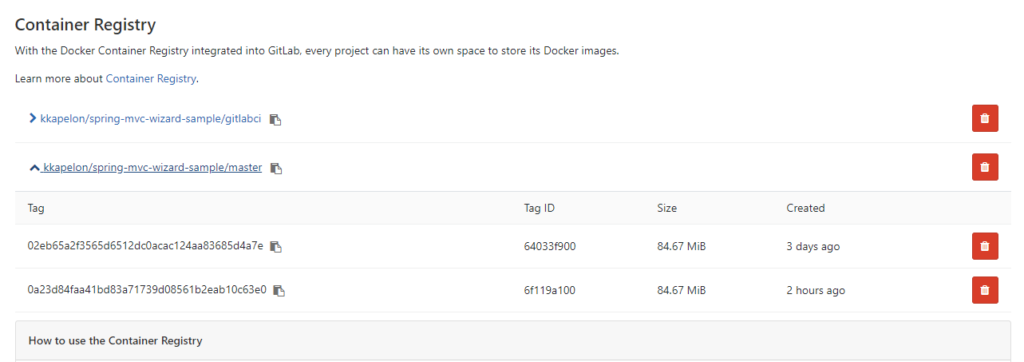 Container Registry
With the Docker Container Registry integrated into GitLab, every project can have its own space to store its Docker images.
Learn more about Container Registry.
kkapelon/spring-mvc-wizard-sample/gitlabci
kkapelon/spring-mvc-wizard-sample/master
Tag Tag ID Size Created
02eb65a2f3565d6512dc0acac124aa83685d4a7e 64033f900 84.67 MiB 3 days ago
0a23d84faa41bd83a71739d08561b2eab10c63e0 6f119a100 84.67 MiB 2 hours ago
How to use the Container Registry